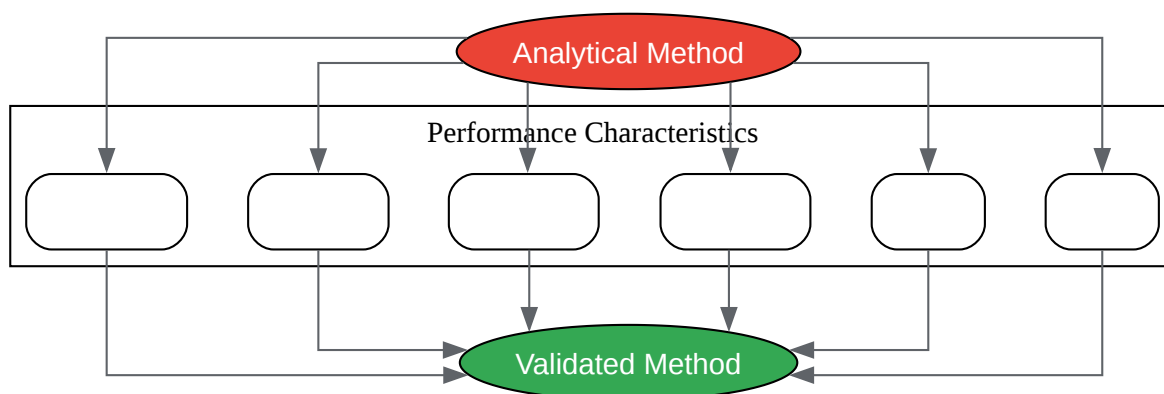 Analytical Method
Performance Characteristics
Validated Method